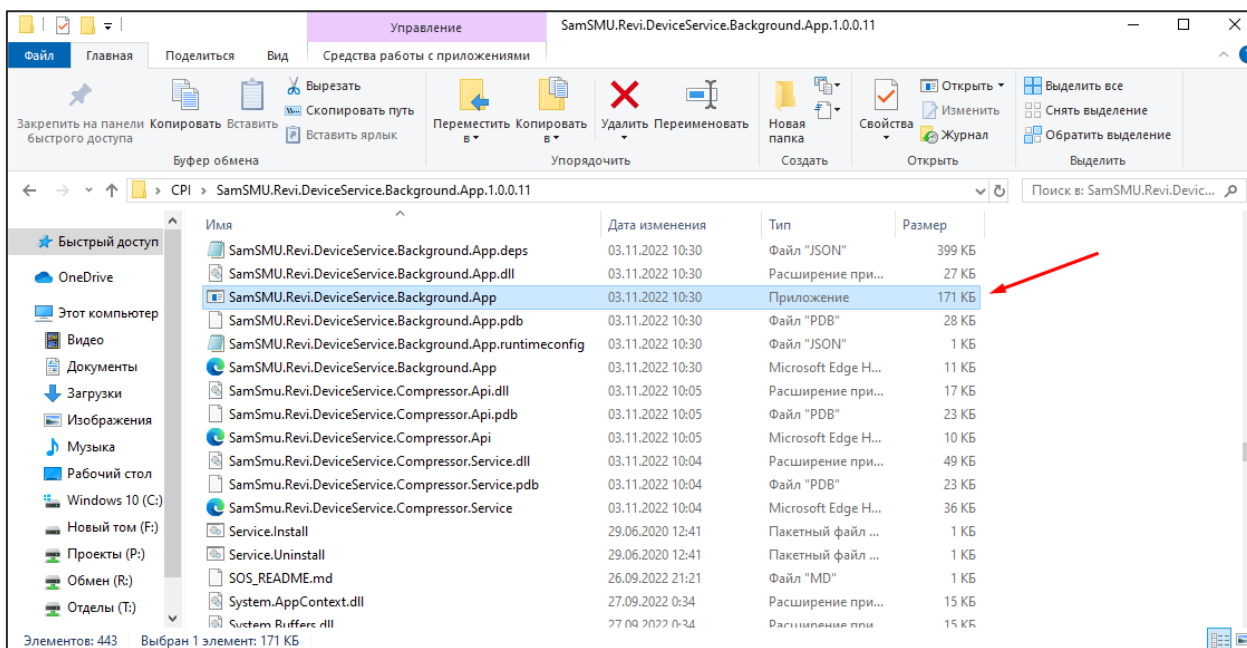 Управление
SamSMU.Revi.DeviceService.Background.App.1.0.0.11
Файл Главная Поделиться Вид Средства работы с приложениями
Закрепить на панели быстрого доступа
Копировать
Вставить
Вырезать
Скопировать путь
Вставить ярлык
Переместить в
Копировать в
Удалить
Переименовать
Новая папка
Свойства
Открыть
Изменить
Журнал
Выделить все
Снять выделение
Обратить выделение
Буфер обмена Упорядочить Создать Открыть Выделить
CPI > SamSMU.Revi.DeviceService.Background.App.1.0.0.11
Поиск в: SamSMU.Revi.Devic...
Быстрый доступ
OneDrive
Этот компьютер
Видео
Документы
Загрузки
Изображения
Музыка
Рабочий стол
Windows 10 (C:)
Новый том (F:)
Проекты (P:)
Обмен (R:)
Отделы (T:)
Имя Дата изменения Тип Размер
SamSMU.Revi.DeviceService.Background.App.deps 03.11.2022 10:30 Файл "JSON" 399 КБ
SamSMU.Revi.DeviceService.Background.App.dll 03.11.2022 10:30 Расширение при... 27 КБ
SamSMU.Revi.DeviceService.Background.App 03.11.2022 10:30 Приложение 171 КБ
SamSMU.Revi.DeviceService.Background.App.pdb 03.11.2022 10:30 Файл "PDB" 28 КБ
SamSMU.Revi.DeviceService.Background.App.runtimeconfig 03.11.2022 10:30 Файл "JSON" 1 КБ
SamSMU.Revi.DeviceService.Background.App 03.11.2022 10:30 Microsoft Edge H... 11 КБ
SamSmu.Revi.DeviceService.Compressor.Api.dll 03.11.2022 10:05 Расширение при... 17 КБ
SamSmu.Revi.DeviceService.Compressor.Api.pdb 03.11.2022 10:05 Файл "PDB" 23 КБ
SamSmu.Revi.DeviceService.Compressor.Api 03.11.2022 10:05 Microsoft Edge H... 10 КБ
SamSmu.Revi.DeviceService.Compressor.Service.dll 03.11.2022 10:04 Расширение при... 49 КБ
SamSmu.Revi.DeviceService.Compressor.Service.pdb 03.11.2022 10:04 Файл "PDB" 23 КБ
SamSmu.Revi.DeviceService.Compressor.Service 03.11.2022 10:04 Microsoft Edge H... 36 КБ
Service.Install 29.06.2020 12:41 Пакетный файл ... 1 КБ
Service.Uninstall 29.06.2020 12:41 Пакетный файл ... 1 КБ
SOS_README.md 26.09.2022 21:21 Файл "MD" 1 КБ
System.AppContext.dll 27.09.2022 0:34 Расширение при... 15 КБ
System.Buffers.dll 27.09.2022 0:34 Расширение при... 15 КБ
Элементов: 443 Выбран 1 элемент: 171 КБ